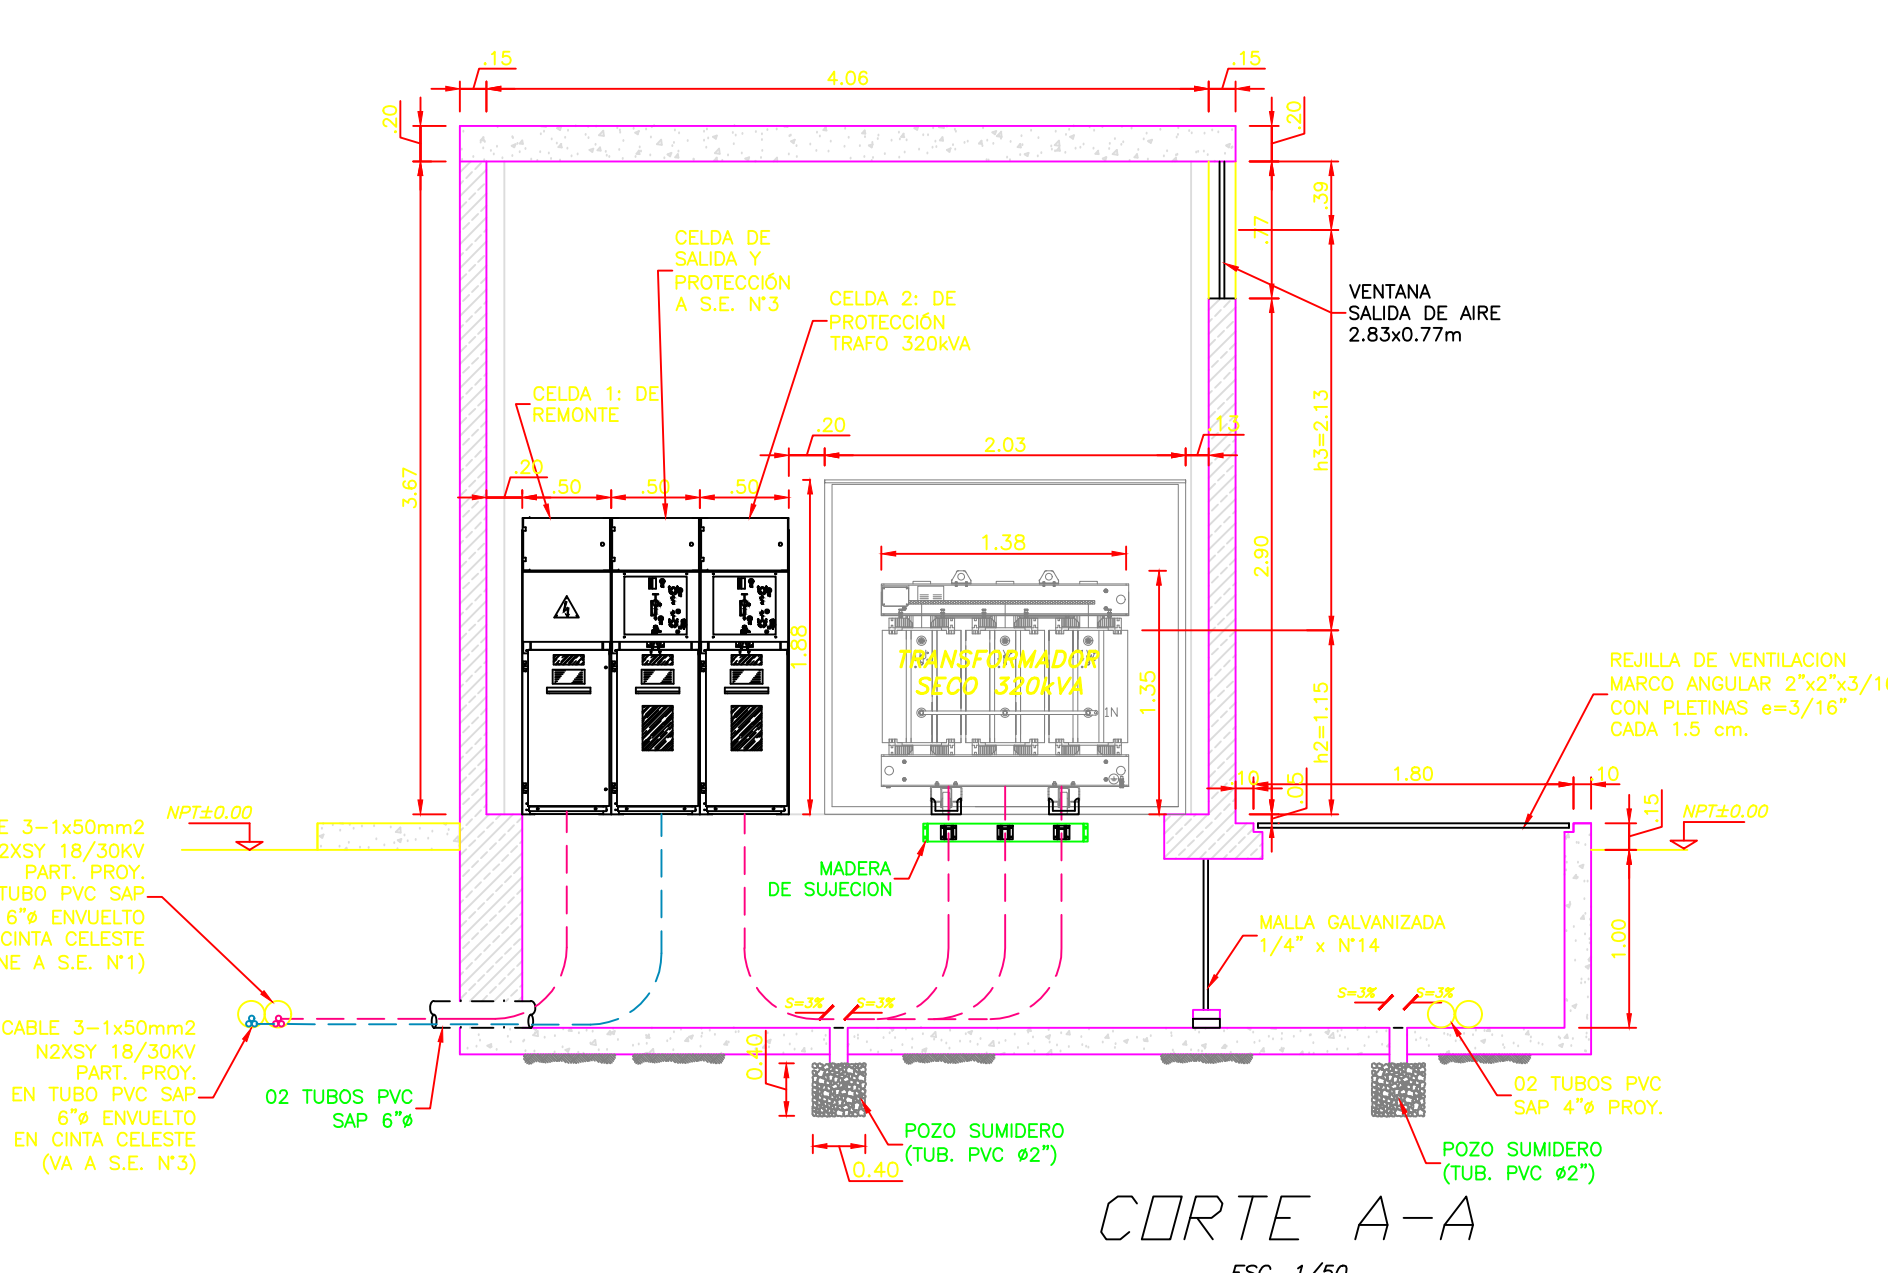 .15
4.06
.15
.20
.20
.39
.77
CELDA DE
SALIDA Y
PROTECCIÓN
A S.E. N°3
CELDA 2: DE
PROTECCIÓN
TRAFO 320kVA
VENTANA
SALIDA DE AIRE
2.83x0.77m
CELDA 1: DE
REMONTE
.20
2.03
.13
h3=2.13
3.67
.20
.50
.50
.50
1.38
2.90
1.88
TRANSFORMADOR
SECO 320kVA
1.35
1N
h2=1.15
REJILLA DE VENTILACION
MARCO ANGULAR 2"x2"x3/16
CON PLETINAS e=3/16"
CADA 1.5 cm.
.10
.05
1.80
.10
.15
NPT±0.00
NPT±0.00
3-1x50mm2
2XSY 18/30KV
PART. PROY.
TUBO PVC SAP
6"ø ENVUELTO
CINTA CELESTE
NE A S.E. N°1)
MADERA
DE SUJECION
MALLA GALVANIZADA
1/4" x N°14
1.00
S=3%
S=3%
S=3%
S=3%
CABLE 3-1x50mm2
N2XSY 18/30KV
PART. PROY.
EN TUBO PVC SAP
6"ø ENVUELTO
EN CINTA CELESTE
(VA A S.E. N°3)
02 TUBOS PVC
SAP 6"ø
0.40
0.40
POZO SUMIDERO
(TUB. PVC ø2")
02 TUBOS PVC
SAP 4"ø PROY.
POZO SUMIDERO
(TUB. PVC ø2")
CORTE A-A
ESC. 1/50